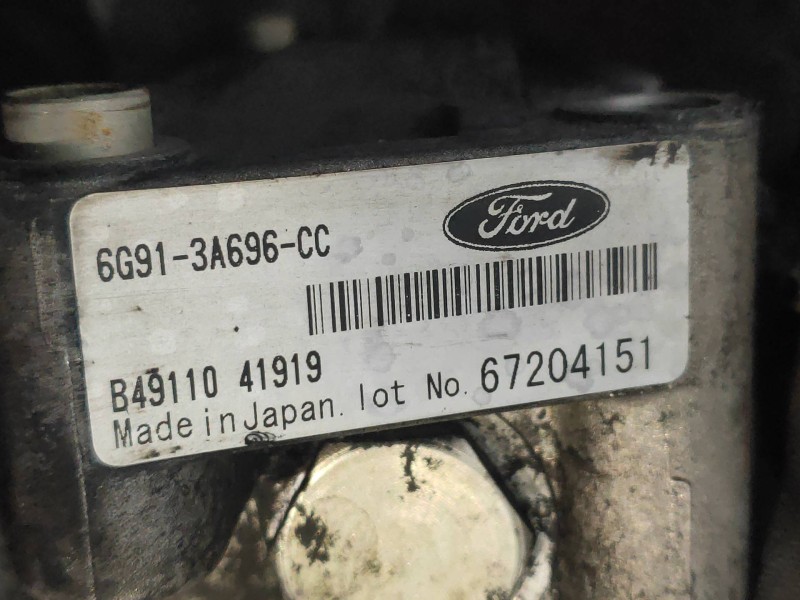 Ford
6G91-3A696-CC
B49110 41919
Made in Japan. lot No. 67204151